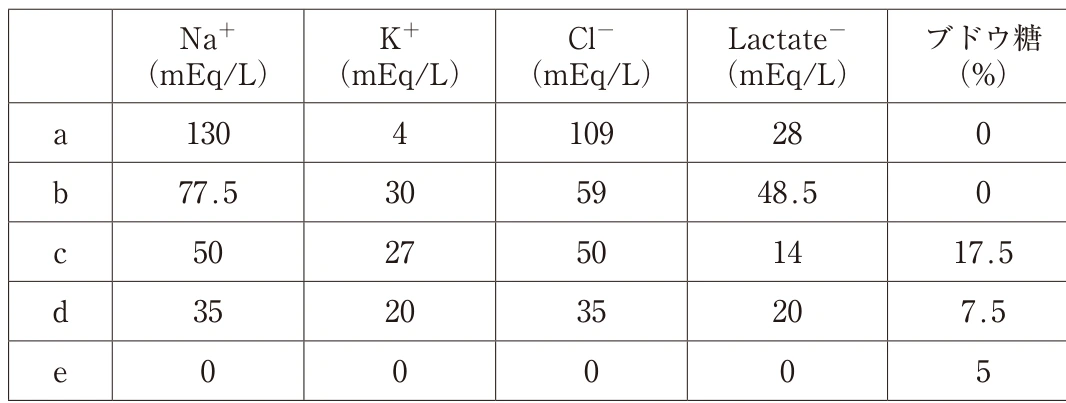 Na⁺ K⁺ Cl⁻ Lactate⁻ ブドウ糖
(mEq/L) (mEq/L) (mEq/L) (mEq/L) (%)
a 130 4 109 28 0
b 77.5 30 59 48.5 0
c 50 27 50 14 17.5
d 35 20 35 20 7.5
e 0 0 0 0 5